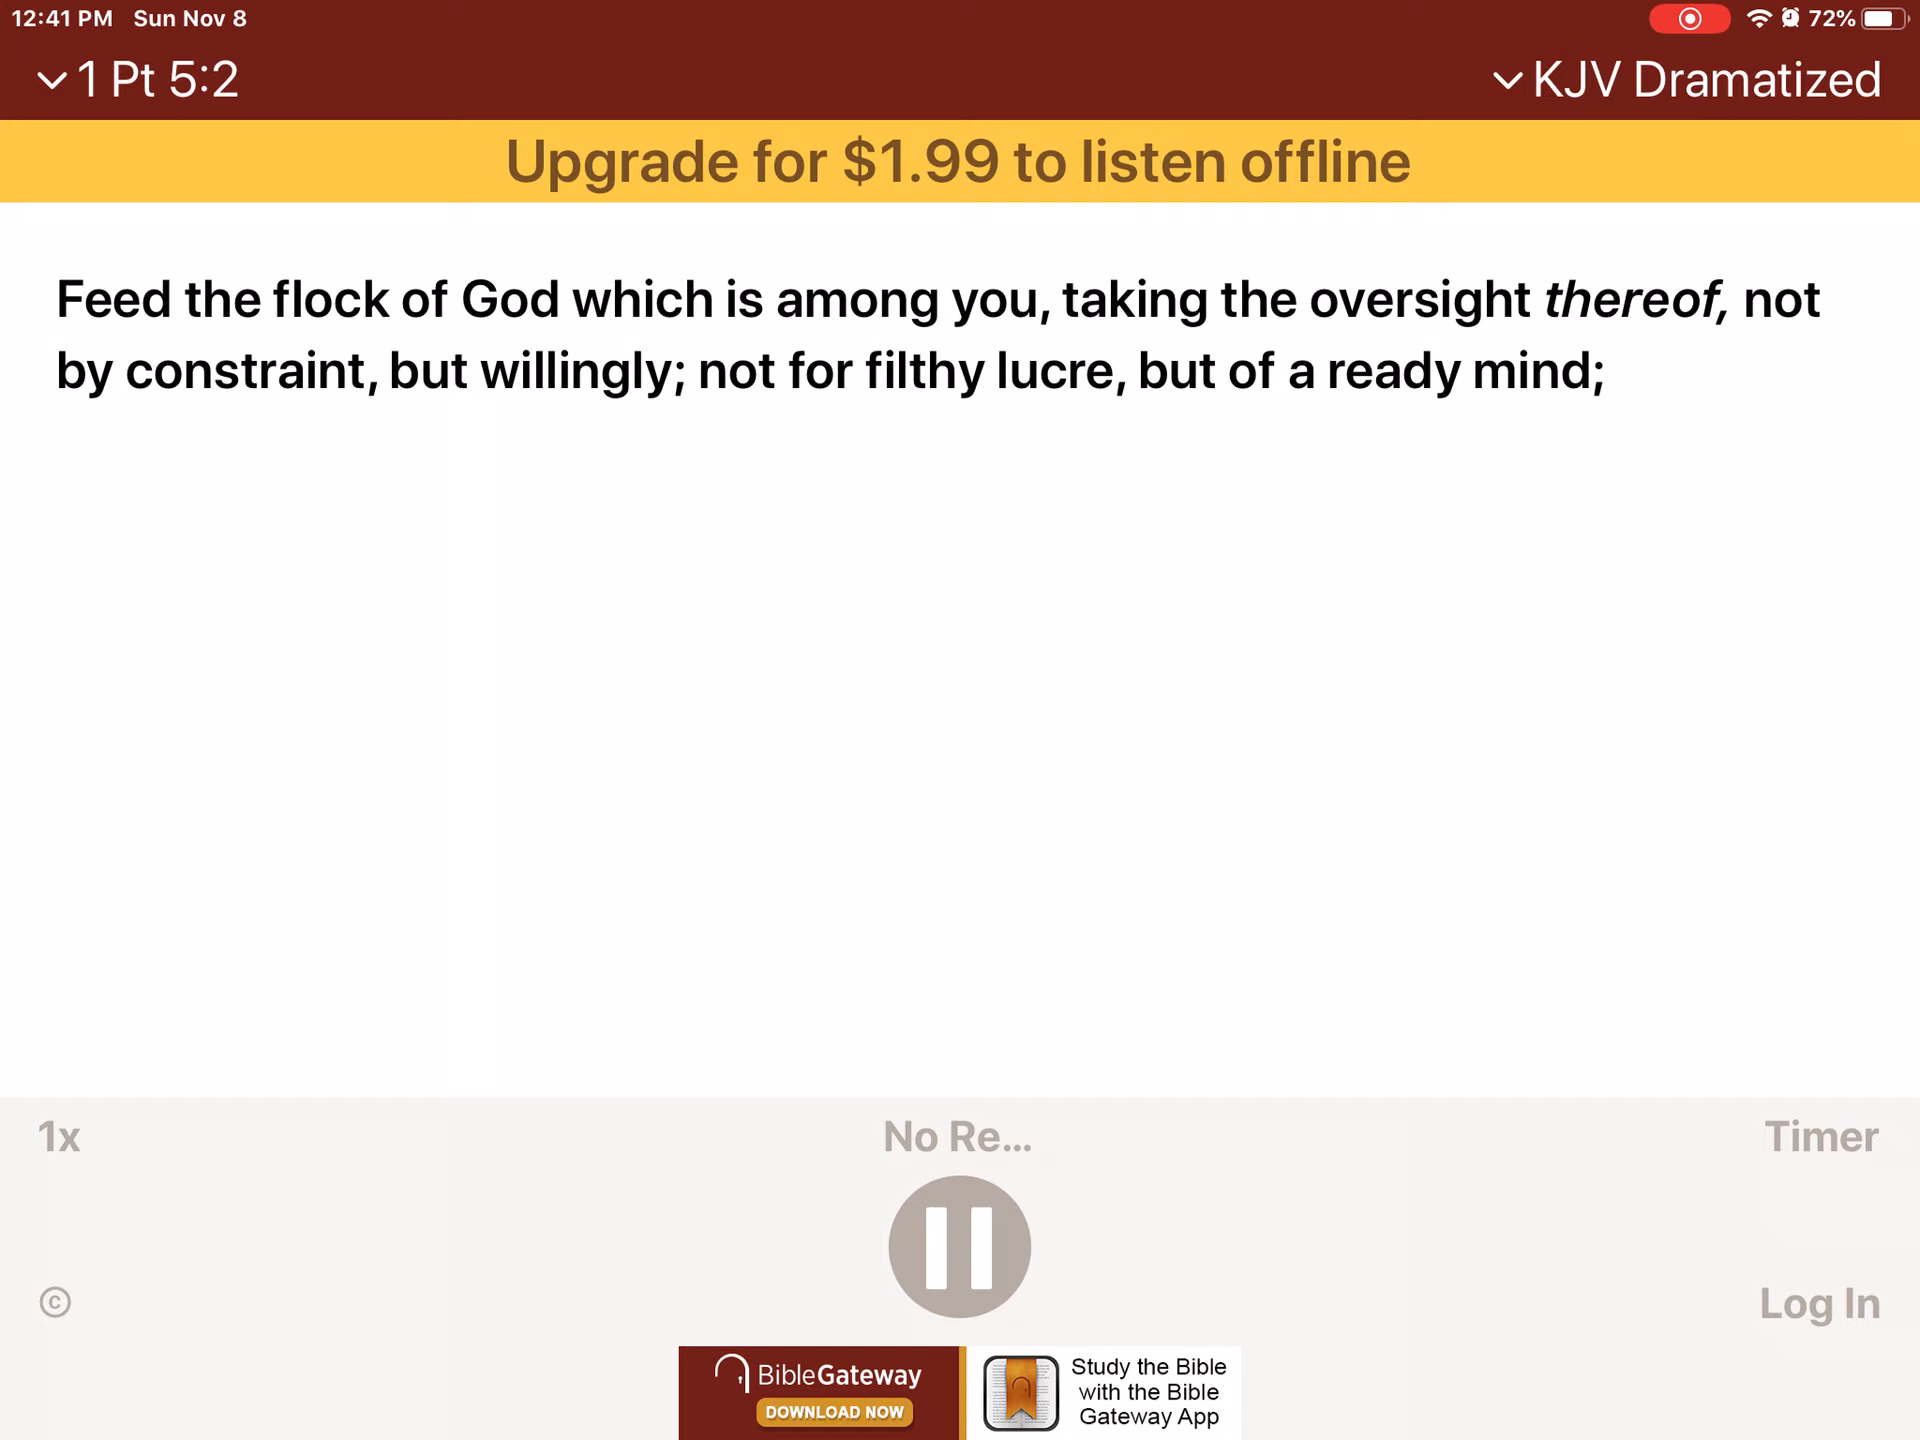 12:41 PM Sun Nov 8
72%
1 Pt 5:2
KJV Dramatized
Upgrade for $1.99 to listen offline
Feed the flock of God which is among you, taking the oversight thereof, not
by constraint, but willingly; not for filthy lucre, but of a ready mind;
1x
No Re...
Timer
©
Log In
BibleGateway
DOWNLOAD NOW
Study the Bible
with the Bible
Gateway App